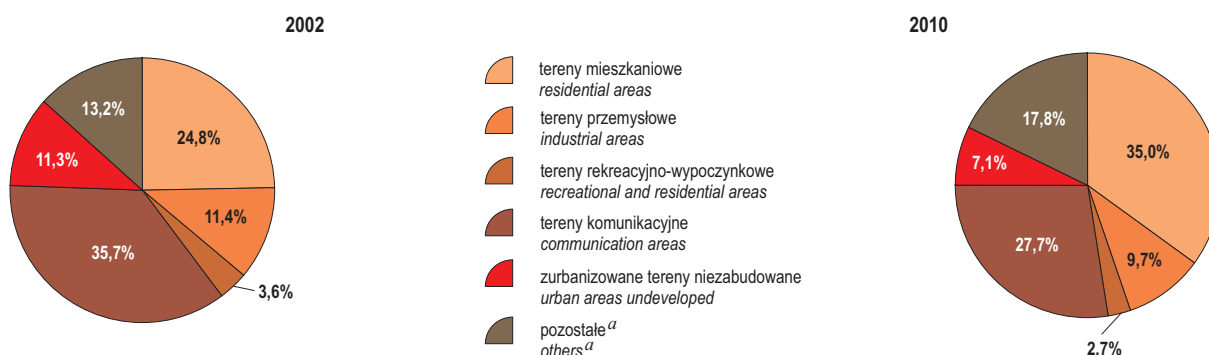 2002
13,2%
24,8%
11,3%
11,4%
35,7%
3,6%
tereny mieszkaniowe
residential areas
tereny przemysłowe
industrial areas
tereny rekreacyjno-wypoczynkowe
recreational and residential areas
tereny komunikacyjne
communication areas
zurbanizowane tereny niezabudowane
urban areas undeveloped
pozostałe a
others a
2010
17,8%
35,0%
7,1%
27,7%
9,7%
2,7%